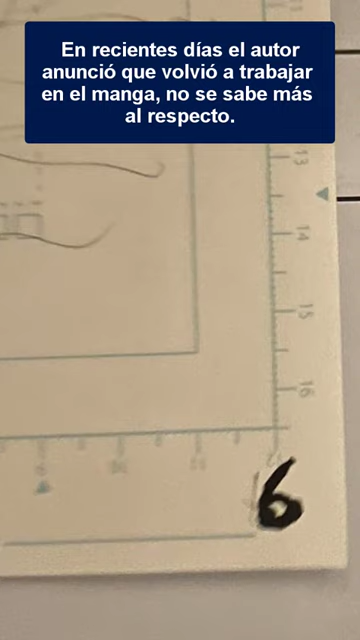 En recientes días el autor
anunció que volvió a trabajar
en el manga, no se sabe más
al respecto.
13
14
15
16
6